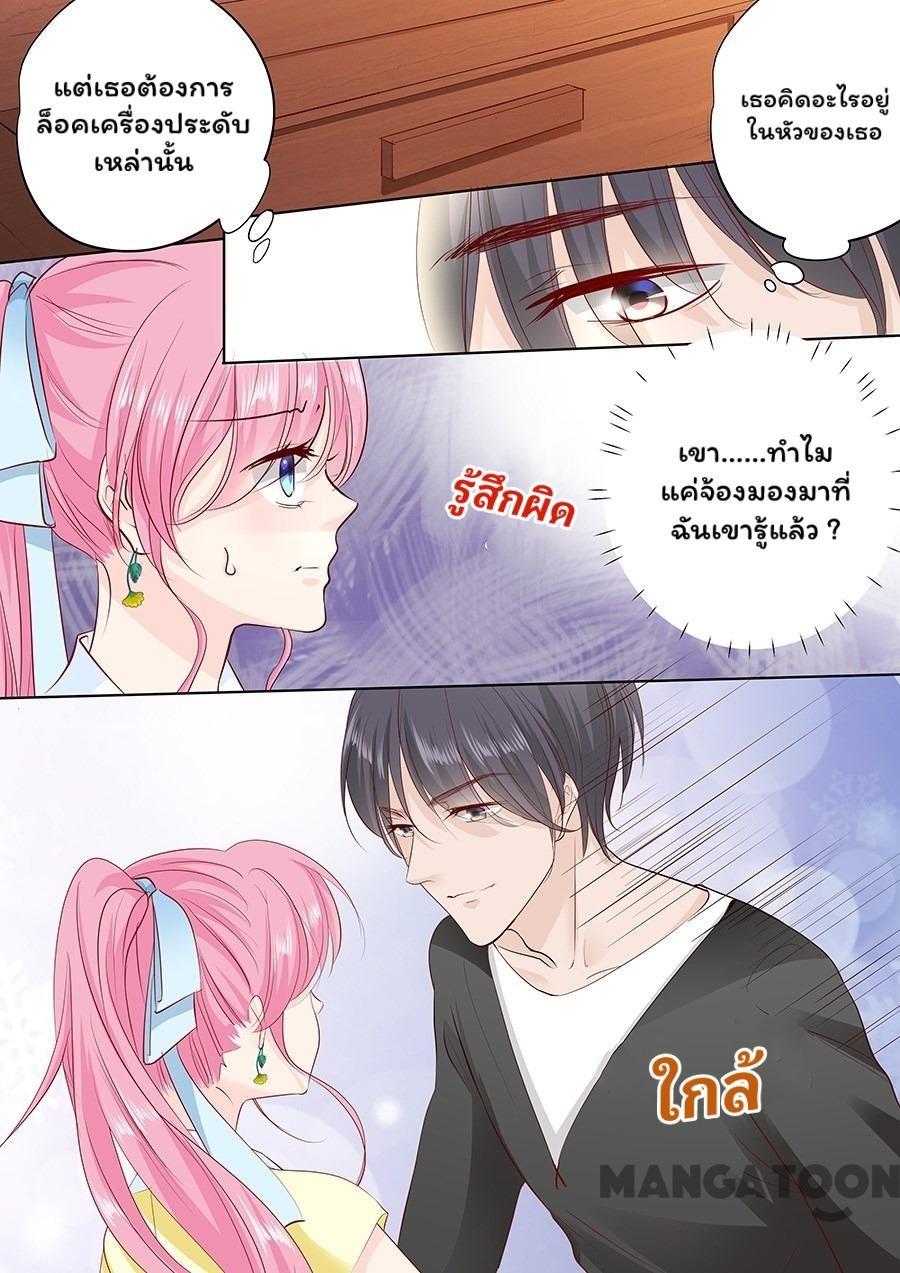 แต่เธอต้องการ
ล็อคเครื่องประดับ
เหล่านั้น
เธอคิดอะไรอยู่
ในหัวของเธอ
เขา......ทำไม
แค่จ้องมองมาที่
ฉันเขารู้แล้ว ?
รู้สึกผิด
ใกล้
MANGATOON